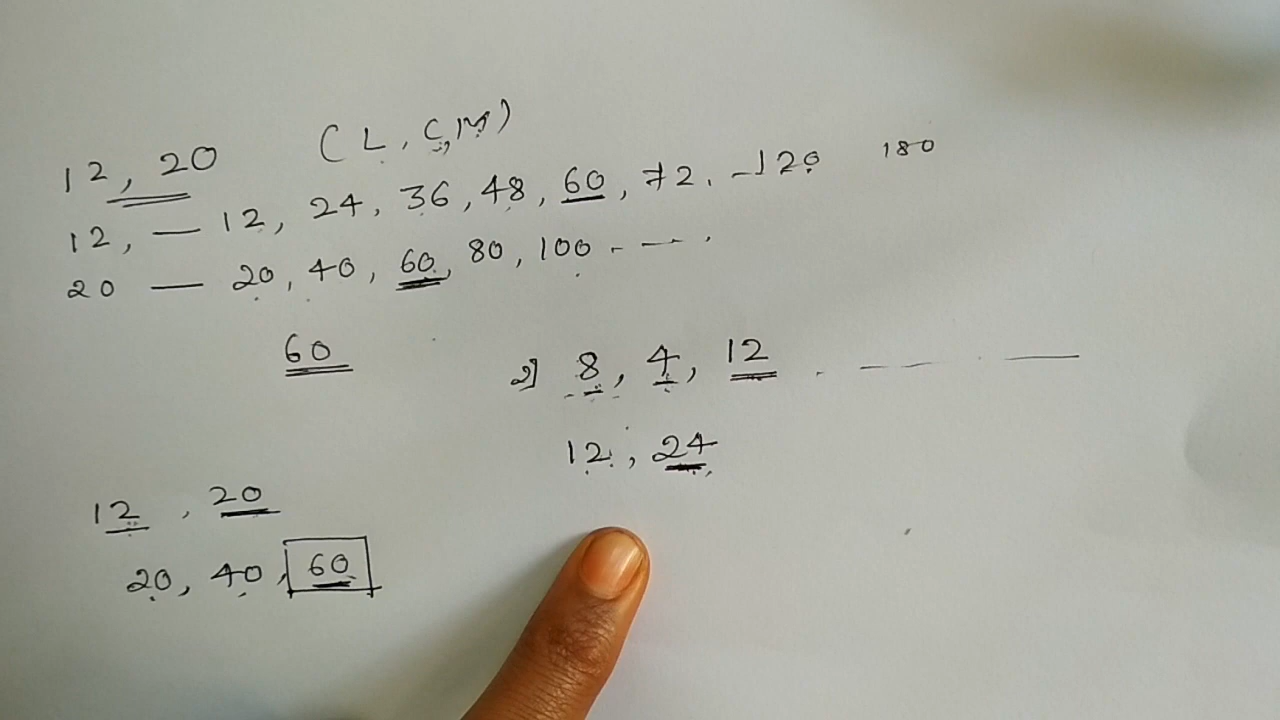 12, 20 (L.C.M)
12, — 12, 24, 36, 48, 60, 72. - 120 180
20 — 20, 40, 60, 80, 100 - - - .
60
2] 8, 4, 12 . — —
12, 24
12, 20
20, 40, 60